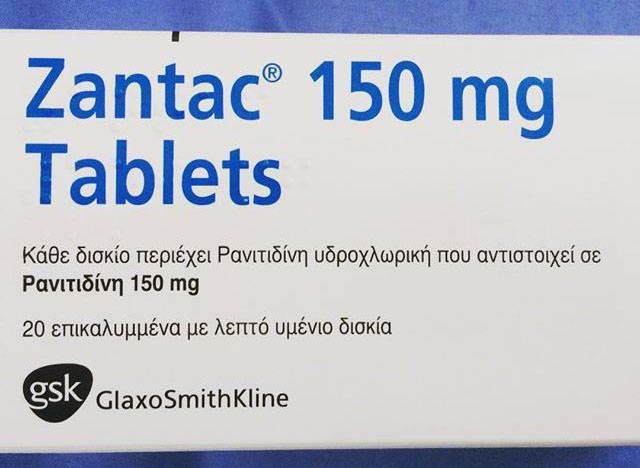 Zantac® 150 mg
Tablets
Κάθε δισκίο περιέχει Ρανιτιδίνη υδροχλωρική που αντιστοιχεί σε
Ρανιτιδίνη 150 mg
20 επικαλυμμένα με λεπτό υμένιο δισκία
gsk GlaxoSmithKline